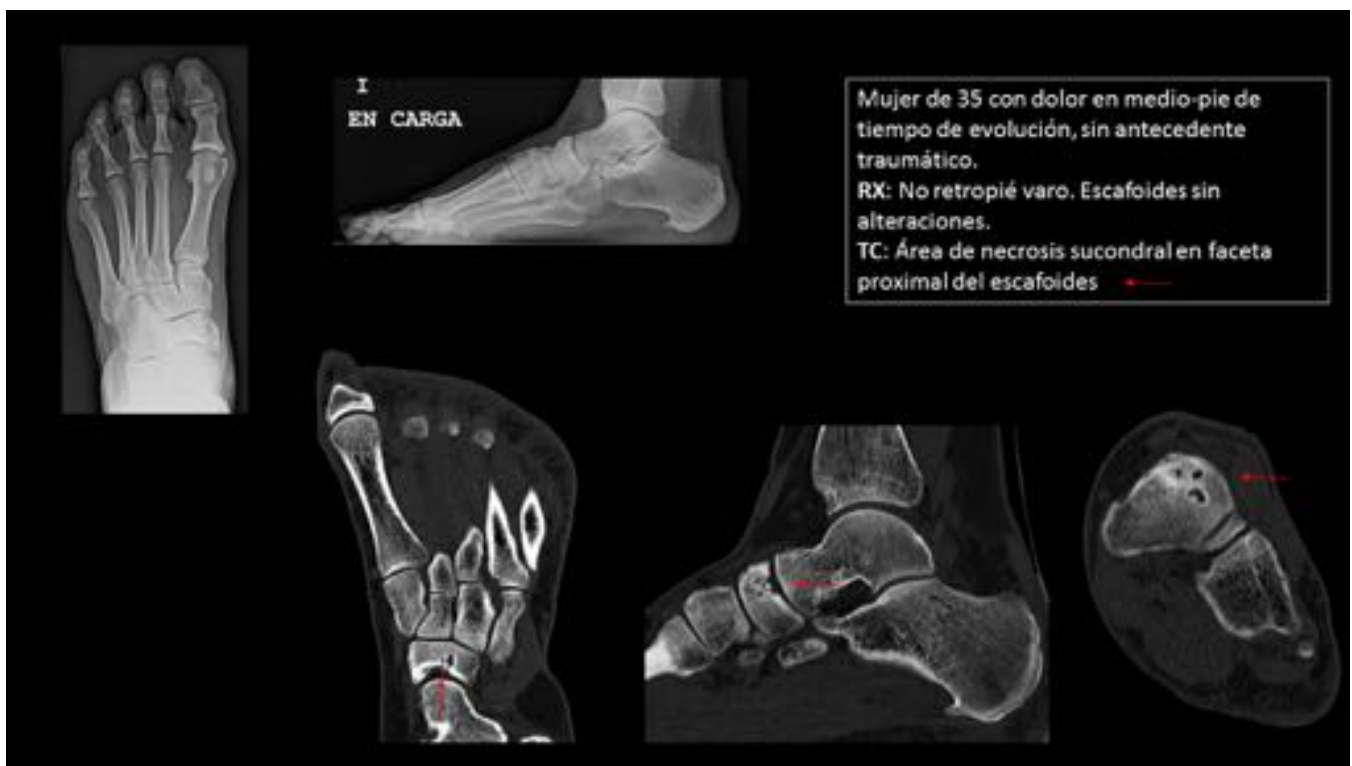 I
EN CARGA
Mujer de 35 con dolor en medio-pie de
tiempo de evolución, sin antecedente
traumático.
RX: No retropié varo. Escafoides sin
alteraciones.
TC: Área de necrosis sucondral en faceta
proximal del escafoides